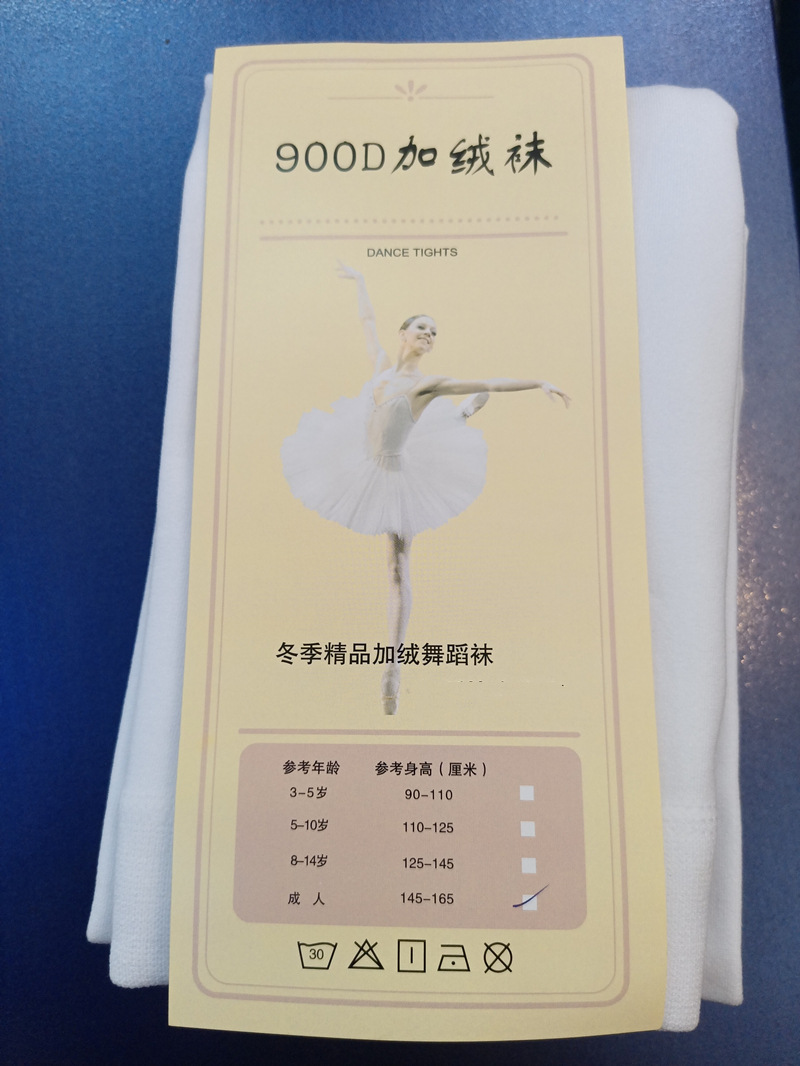 900D加绒袜
DANCE TIGHTS
冬季精品加绒舞蹈袜
参考年龄 参考身高（厘米）
3-5岁 90-110
5-10岁 110-125
8-14岁 125-145
成 人 145-165
30